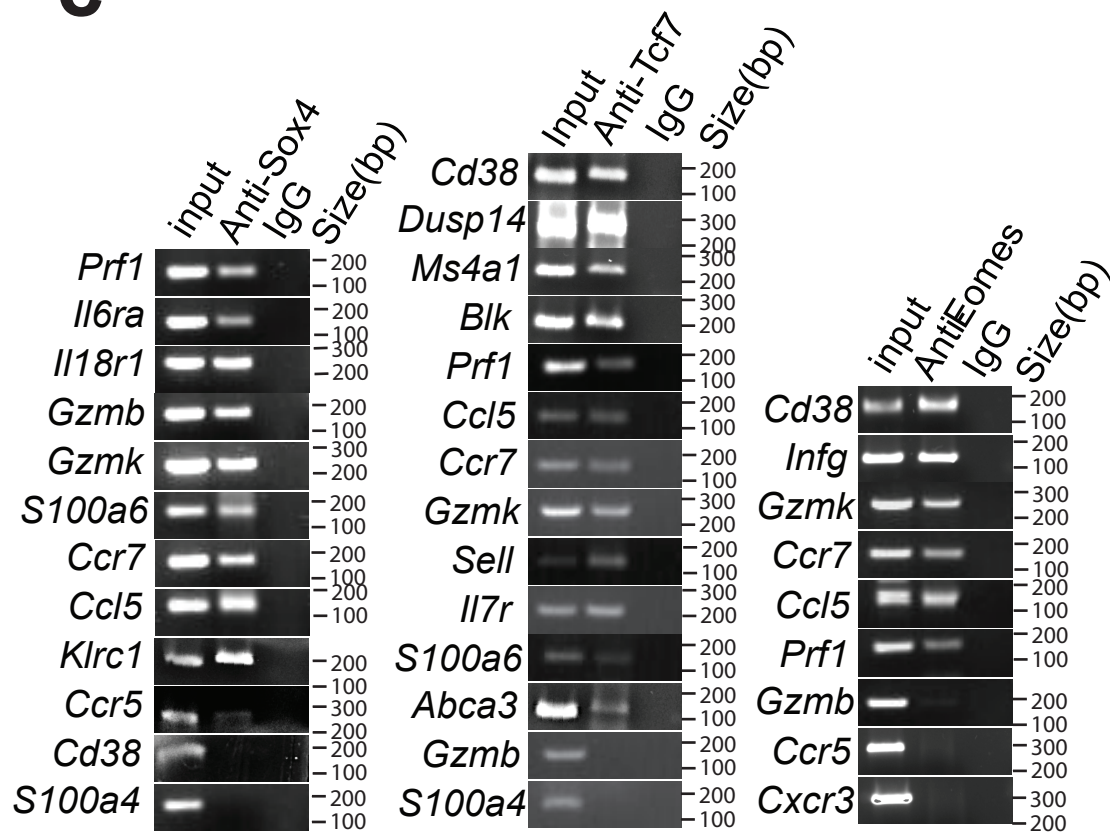 input Anti-Sox4 IgG Size(bp)
Prf1 200 100
Il6ra 200 100
Il18r1 300 200
Gzmb 200 100
Gzmk 300 200
S100a6 200 100
Ccr7 200 100
Ccl5 200 100
Klrc1 200 100
Ccr5 300 200
Cd38 200 100
S100a4 200 100
Input Anti-Tcf7 IgG Size(bp)
Cd38 200 100
Dusp14 300 200
Ms4a1 300 200
Blk 300 200
Prf1 200 100
Ccl5 200 100
Ccr7 200 100
Gzmk 300 200
Sell 200 100
Il7r 300 200
S100a6 200 100
Abca3 200 100
Gzmb 200 100
S100a4 200 100
input AntiEomes IgG Size(bp)
Cd38 200 100
Infg 200 100
Gzmk 300 200
Ccr7 200 100
Ccl5 200 100
Prf1 200 100
Gzmb 200 100
Ccr5 300 200
Cxcr3 300 200